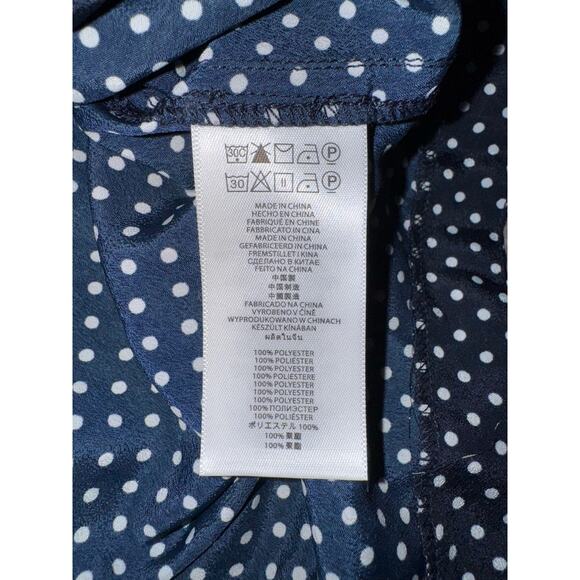 30
MADE IN CHINA
HECHO EN CHINA
FABRIQUÉ EN CHINE
FABBRICATO IN CHINA
MADE IN CHINA
GEFABRICEERD IN CHINA
FREMSTILLET I KINA
СДЕЛАНО В КИТАЕ
FEITO NA CHINA
中国製
中国制造
中國製造
FABRICADO NA CHINA
VYROBENO V ČÍNĚ
WYPRODUKOWANO W CHINACH
KÉSZÜLT KÍNÁBAN
ผลิตในจีน
100% POLYESTER
100% POLIÉSTER
100% POLYESTER
100% POLIESTERE
100% POLYESTER
100% POLYESTER
100% POLYESTER
100% ПОЛИЭСТЕР
100% POLIÉSTER
ポリエステル 100%
100% 聚酯
100% 聚酯